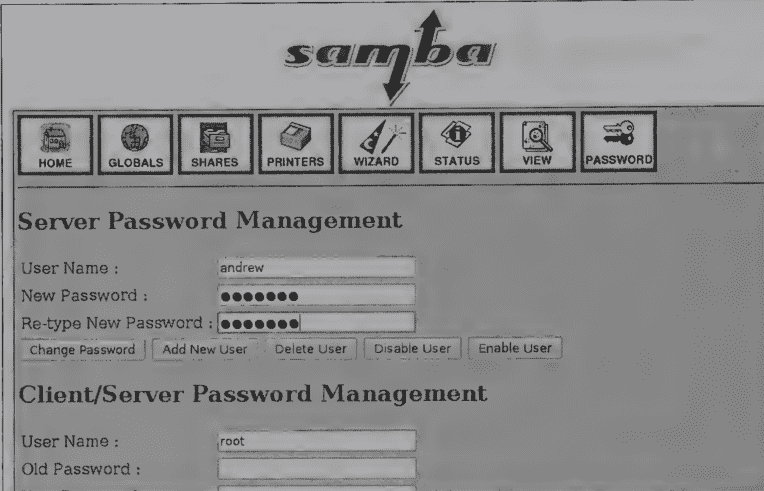 samba
HOME GLOBALS SHARES PRINTERS WIZARD STATUS VIEW PASSWORD
Server Password Management
User Name : andrew
New Password : ●●●●●●●
Re-type New Password : ●●●●●●●
Change Password Add New User Delete User Disable User Enable User
Client/Server Password Management
User Name : root
Old Password :